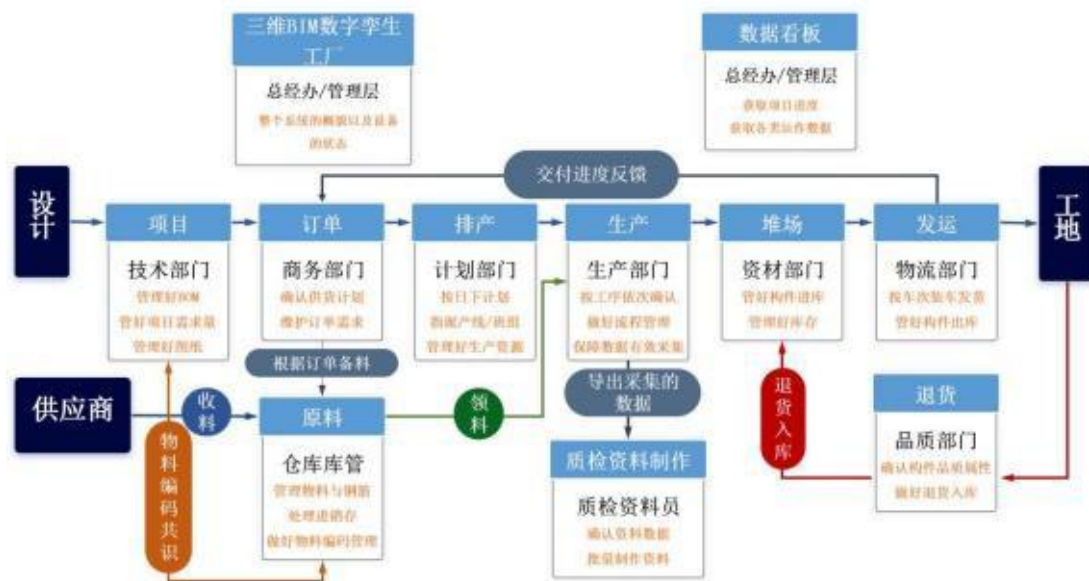 三维BIM数字孪生
工厂
总经办/管理层
整个系统的概貌以及设备
的状态
数据看板
总经办/管理层
获取项目进度
获取各类运作数据
交付进度反馈
设计
项目
技术部门
管理好BOM
管好项目需求量
管理好图纸
订单
商务部门
确认供货计划
维护订单需求
排产
计划部门
按日下计划
指派产线/班组
管理好生产资源
生产
生产部门
按工序依次确认
做好流程管理
保障数据有效采集
堆场
资材部门
管好构件进库
管理好库存
发运
物流部门
按车次装车发货
管好构件出库
工地
根据订单备料
导出采集的
数据
供应商
收料
物料编码共识
原料
仓库库管
管理物料与钢筋
处理进销存
做好物料编码管理
领料
质检资料制作
质检资料员
确认资料数据
批量制作资料
退货入库
退货
品质部门
确认构件品质属性
做好退货入库